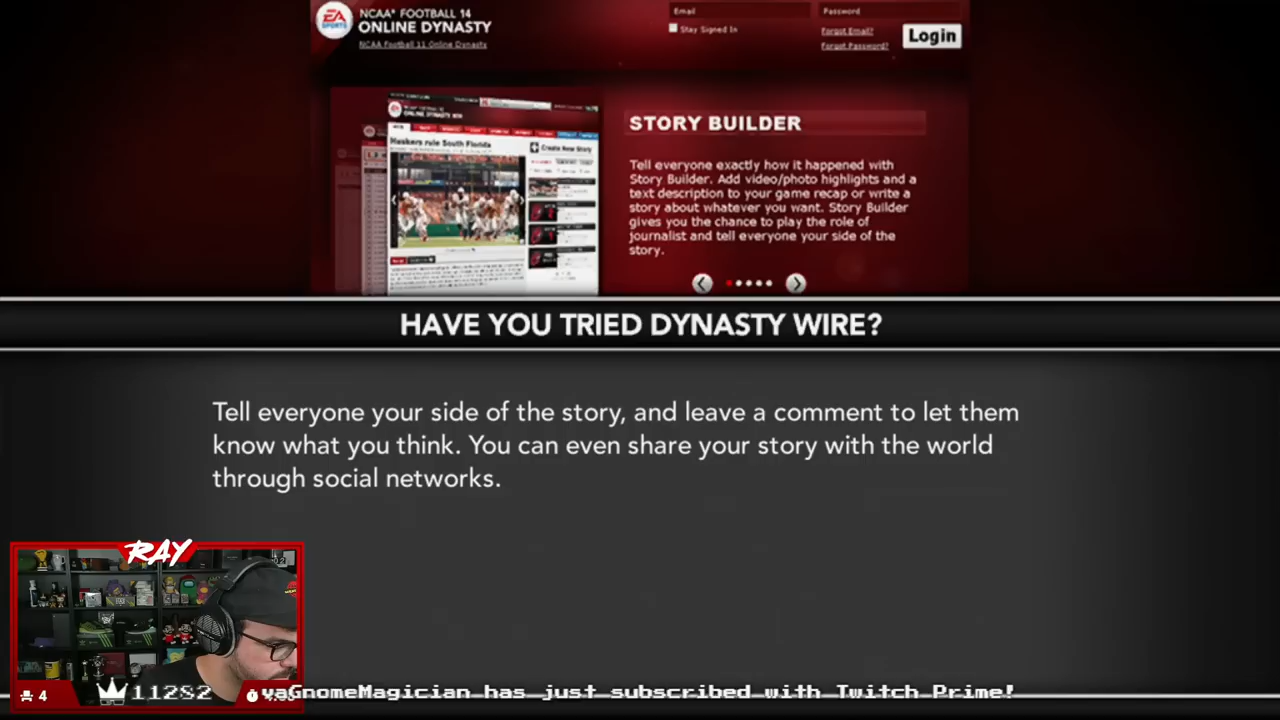 EA SPORTS
NCAA® FOOTBALL 14
ONLINE DYNASTY
NCAA Football 11 Online Dynasty
Email
Password
Stay Signed In
Forgot Email?
Forgot Password?
Login
Huskers rule South Florida
Create New Story
STORY BUILDER
Tell everyone exactly how it happened with
Story Builder. Add video/photo highlights and a
text description to your game recap or write a
story about whatever you want. Story Builder
gives you the chance to play the role of
journalist and tell everyone your side of the
story.
HAVE YOU TRIED DYNASTY WIRE?
Tell everyone your side of the story, and leave a comment to let them
know what you think. You can even share your story with the world
through social networks.
RAY
4
11282
vaGnomeMagician has just subscribed with Twitch Prime!